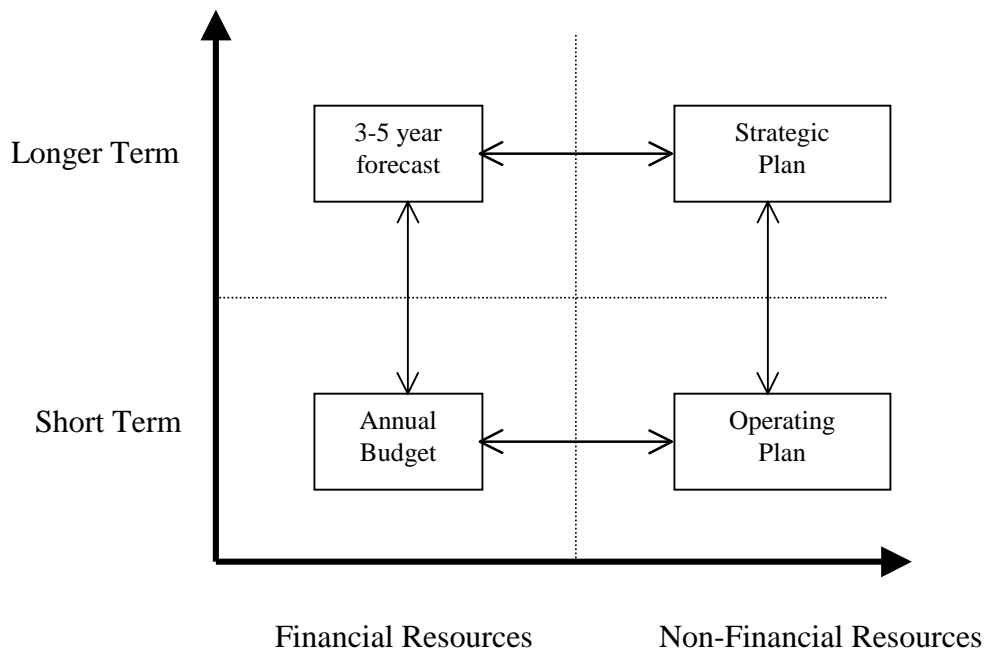 Longer Term
3-5 year
forecast
Strategic
Plan
Short Term
Annual
Budget
Operating
Plan
Financial Resources
Non-Financial Resources